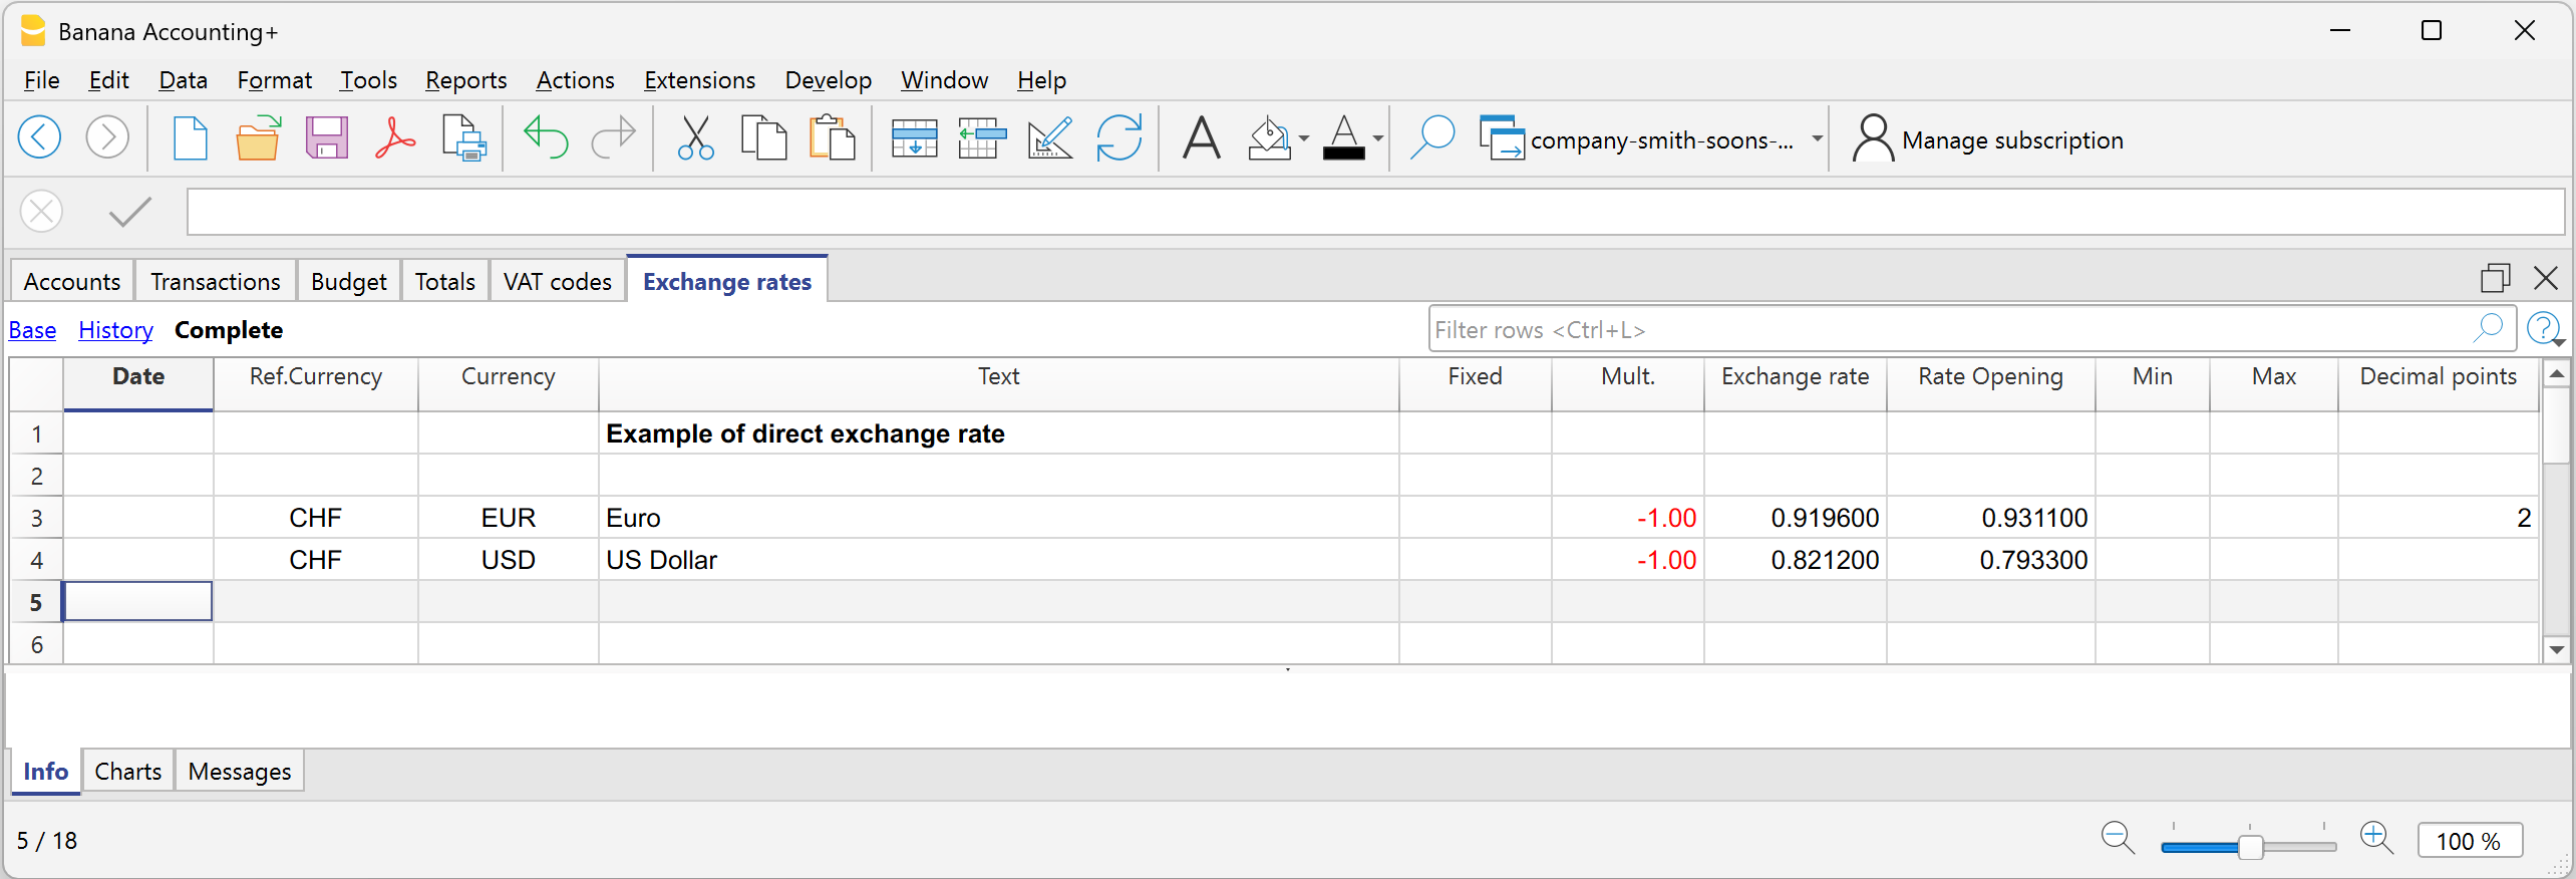 Banana Accounting+
File Edit Data Format Tools Reports Actions Extensions Develop Window Help
company-smith-soons-... Manage subscription
Accounts Transactions Budget Totals VAT codes Exchange rates
Base History Complete Filter rows <Ctrl+L>
Date Ref.Currency Currency Text Fixed Mult. Exchange rate Rate Opening Min Max Decimal points
1 Example of direct exchange rate
2
3 CHF EUR Euro -1.00 0.919600 0.931100 2
4 CHF USD US Dollar -1.00 0.821200 0.793300
5
6
Info Charts Messages
5 / 18 100 %